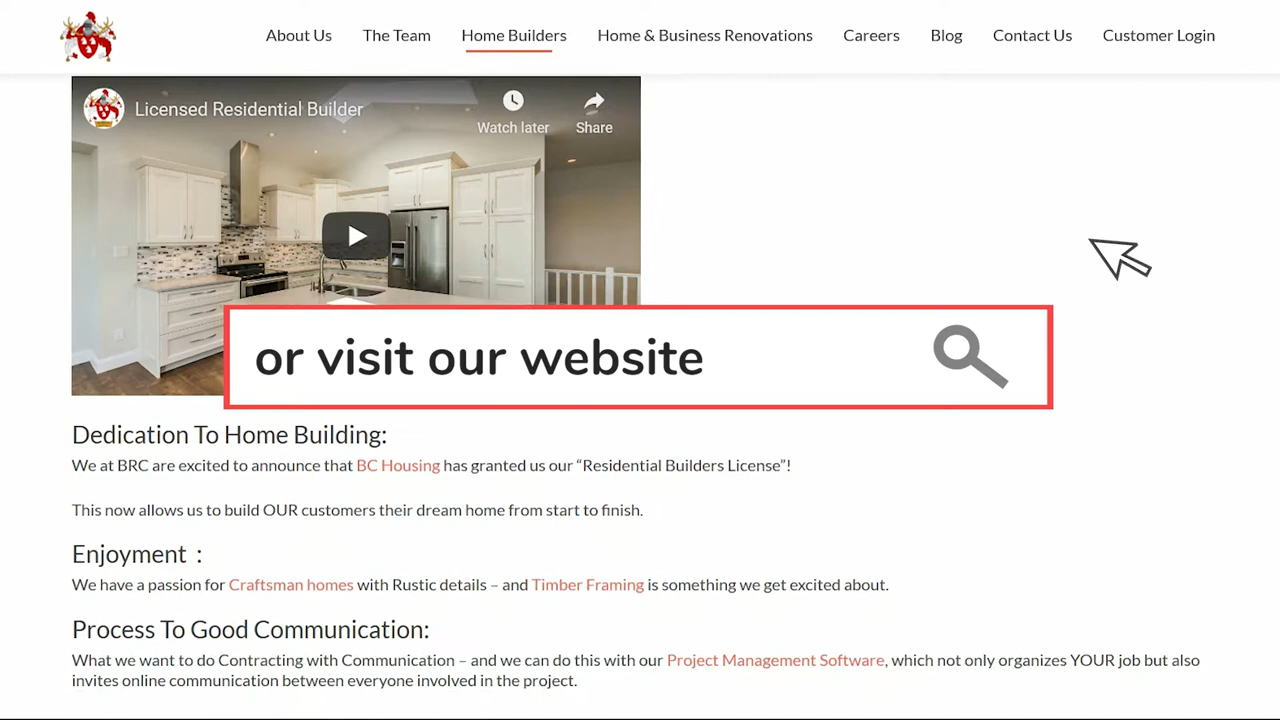 About Us The Team Home Builders Home & Business Renovations Careers Blog Contact Us Customer Login
Licensed Residential Builder
Watch later Share
or visit our website
Dedication To Home Building:
We at BRC are excited to announce that BC Housing has granted us our “Residential Builders License”!
This now allows us to build OUR customers their dream home from start to finish.
Enjoyment :
We have a passion for Craftsman homes with Rustic details – and Timber Framing is something we get excited about.
Process To Good Communication:
What we want to do Contracting with Communication – and we can do this with our Project Management Software, which not only organizes YOUR job but also
invites online communication between everyone involved in the project.